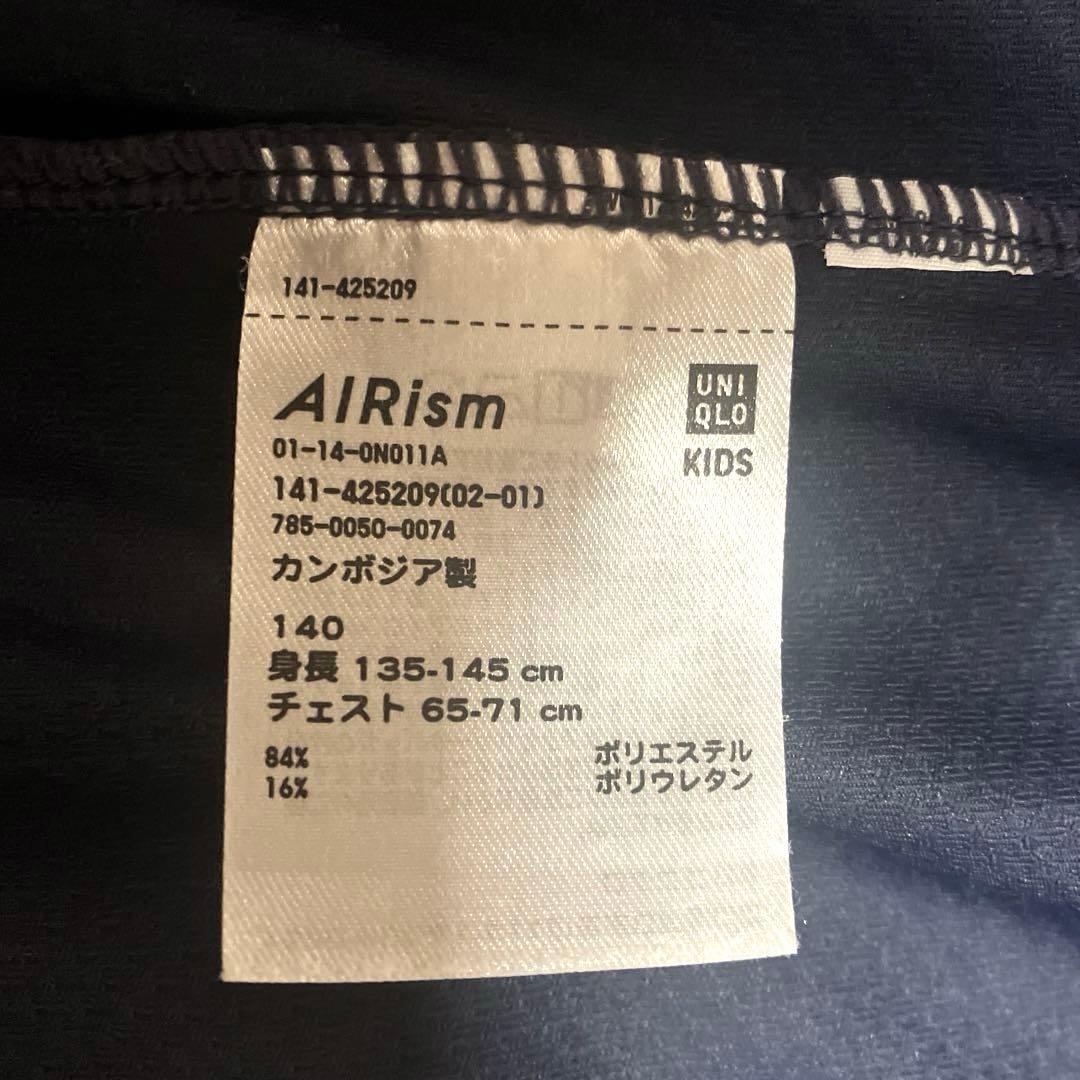 141-425209
AIRism
UNI
QLO
KIDS
01-14-0N011A
141-425209(02-01)
785-0050-0074
カンボジア製
140
身長 135-145 cm
チェスト 65-71 cm
84% ポリエステル
16% ポリウレタン